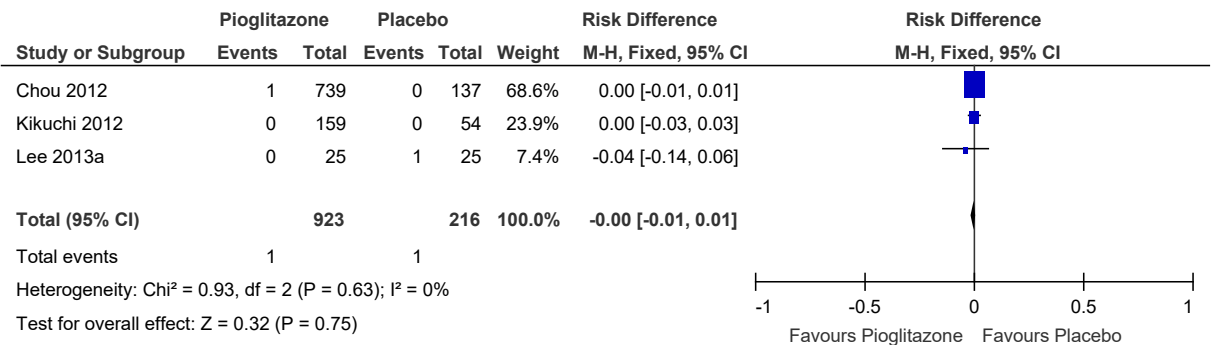 Pioglitazone Placebo Risk Difference Risk Difference
Study or Subgroup Events Total Events Total Weight M-H, Fixed, 95% CI M-H, Fixed, 95% CI
Chou 2012 1 739 0 137 68.6% 0.00 [-0.01, 0.01]
Kikuchi 2012 0 159 0 54 23.9% 0.00 [-0.03, 0.03]
Lee 2013a 0 25 1 25 7.4% -0.04 [-0.14, 0.06]
Total (95% CI) 923 216 100.0% -0.00 [-0.01, 0.01]
Total events 1 1
Heterogeneity: Chi² = 0.93, df = 2 (P = 0.63); I² = 0%
Test for overall effect: Z = 0.32 (P = 0.75)
-1 -0.5 0 0.5 1
Favours Pioglitazone Favours Placebo